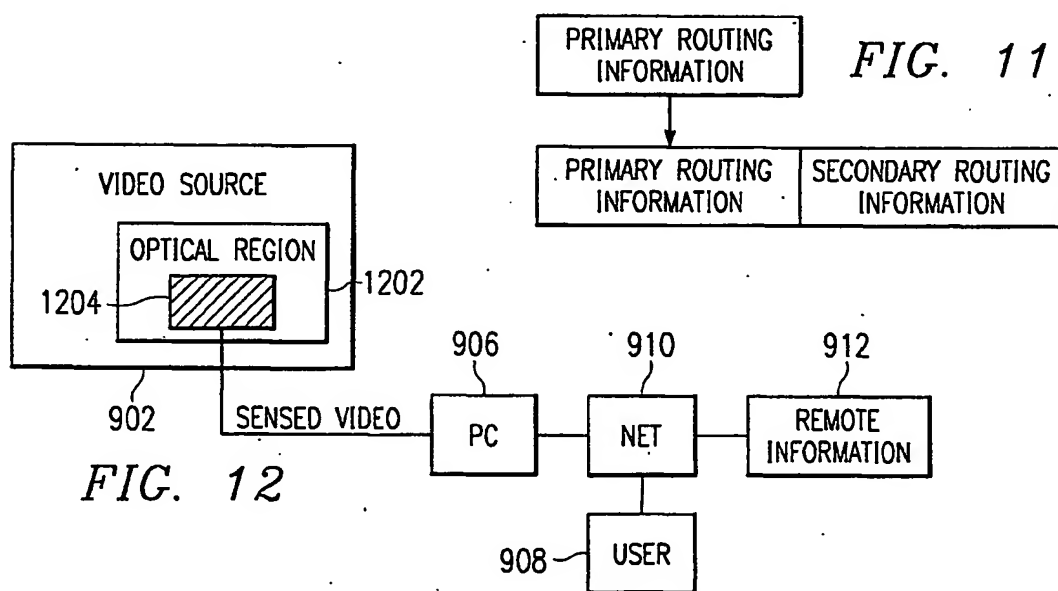 PRIMARY ROUTING
INFORMATION
FIG. 11
PRIMARY ROUTING
INFORMATION
SECONDARY ROUTING
INFORMATION
VIDEO SOURCE
OPTICAL REGION
1204
1202
902
SENSED VIDEO
906
PC
910
NET
912
REMOTE
INFORMATION
908
USER
FIG. 12